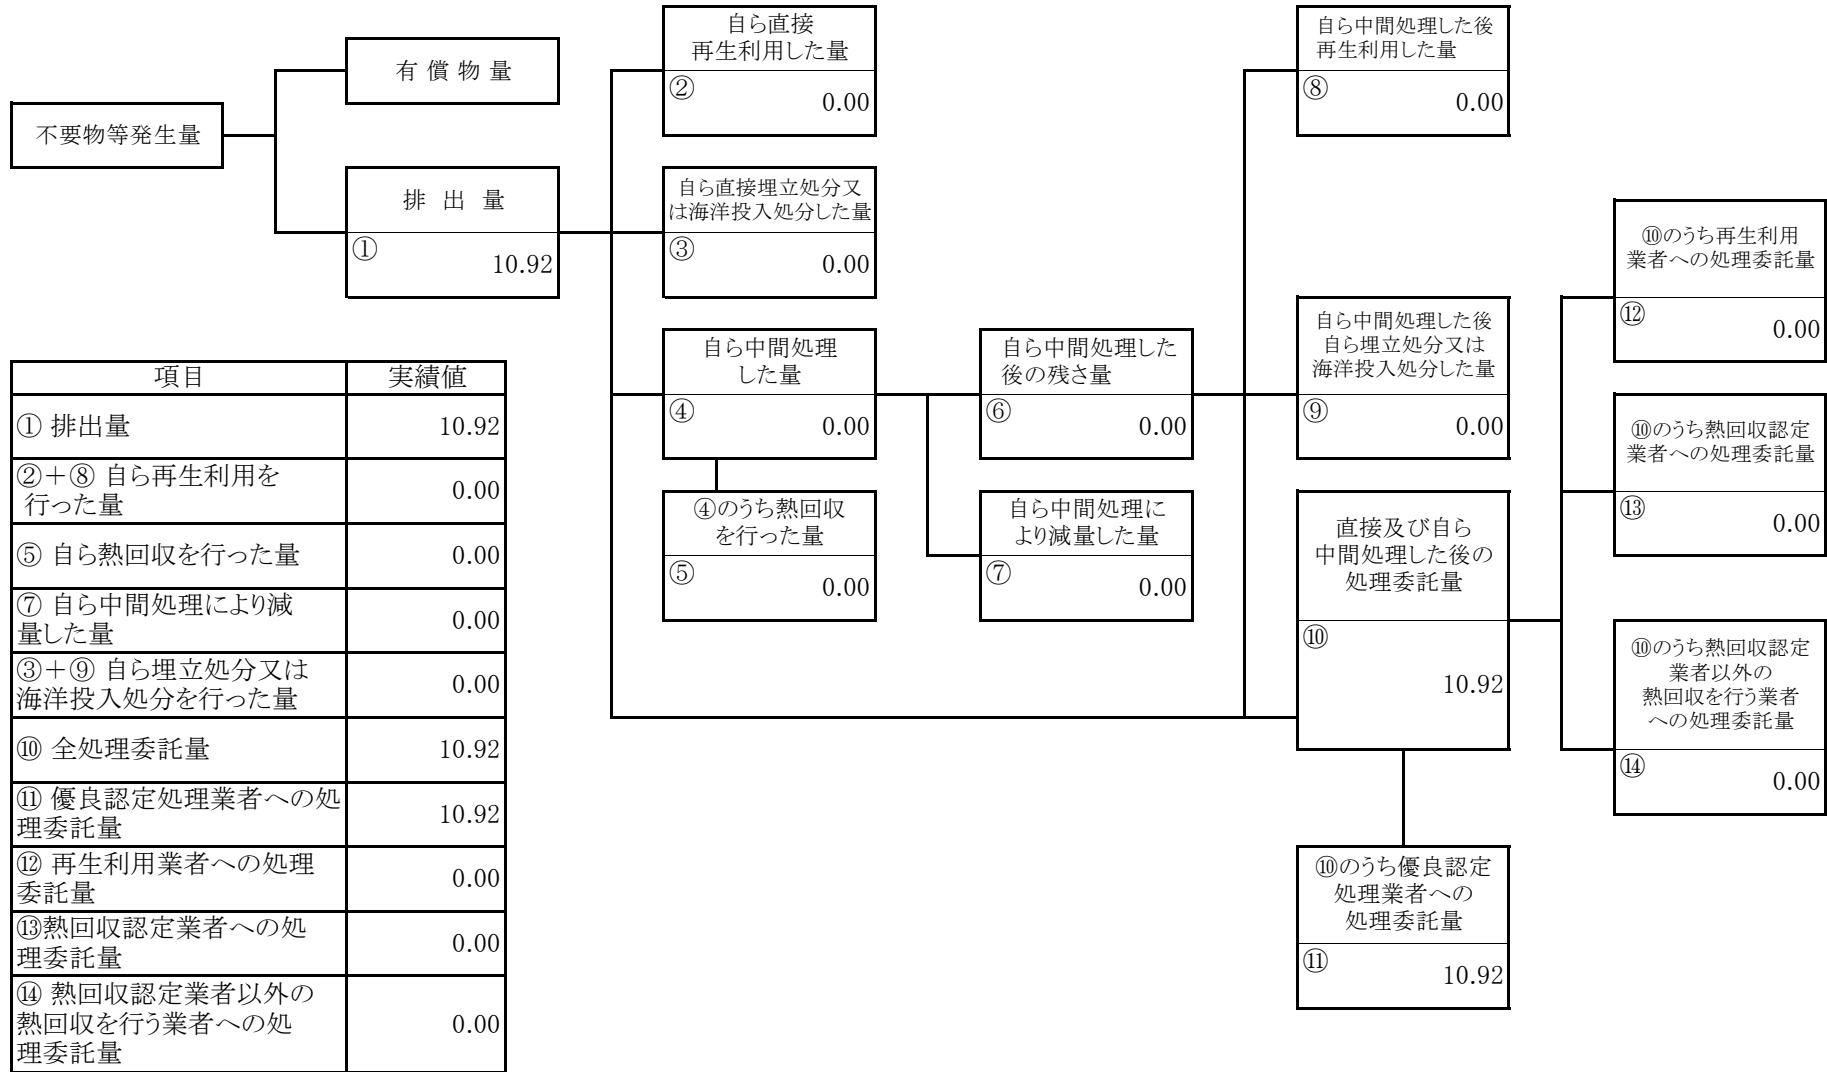 不要物等発生量
有 償 物 量
排 出 量
①
10.92
自ら直接
再生利用した量
②
0.00
自ら直接埋立処分又
は海洋投入処分した量
③
0.00
自ら中間処理
した量
④
0.00
④のうち熱回収
を行った量
⑤
0.00
自ら中間処理した
後の残さ量
⑥
0.00
自ら中間処理に
より減量した量
⑦
0.00
自ら中間処理した後
再生利用した量
⑧
0.00
自ら中間処理した後
自ら埋立処分又は
海洋投入処分した量
⑨
0.00
直接及び自ら
中間処理した後の
処理委託量
⑩
10.92
⑩のうち優良認定
処理業者への
処理委託量
⑪
10.92
⑩のうち再生利用
業者への処理委託量
⑫
0.00
⑩のうち熱回収認定
業者への処理委託量
⑬
0.00
⑩のうち熱回収認定
業者以外の
熱回収を行う業者
への処理委託量
⑭
0.00
項目 実績値
① 排出量 10.92
②＋⑧ 自ら再生利用を
行った量 0.00
⑤ 自ら熱回収を行った量 0.00
⑦ 自ら中間処理により減
量した量 0.00
③＋⑨ 自ら埋立処分又は
海洋投入処分を行った量 0.00
⑩ 全処理委託量 10.92
⑪ 優良認定処理業者への処
理委託量 10.92
⑫ 再生利用業者への処理
委託量 0.00
⑬熱回収認定業者への処
理委託量 0.00
⑭ 熱回収認定業者以外の
熱回収を行う業者への処
理委託量 0.00